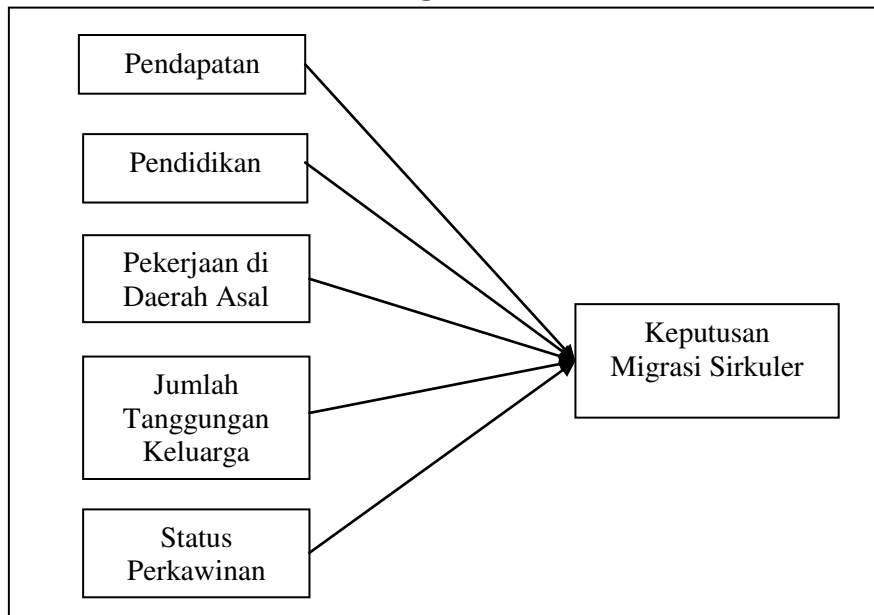 Pendapatan
Pendidikan
Pekerjaan di
Daerah Asal
Jumlah
Tanggungan
Keluarga
Status
Perkawinan
Keputusan
Migrasi Sirkuler